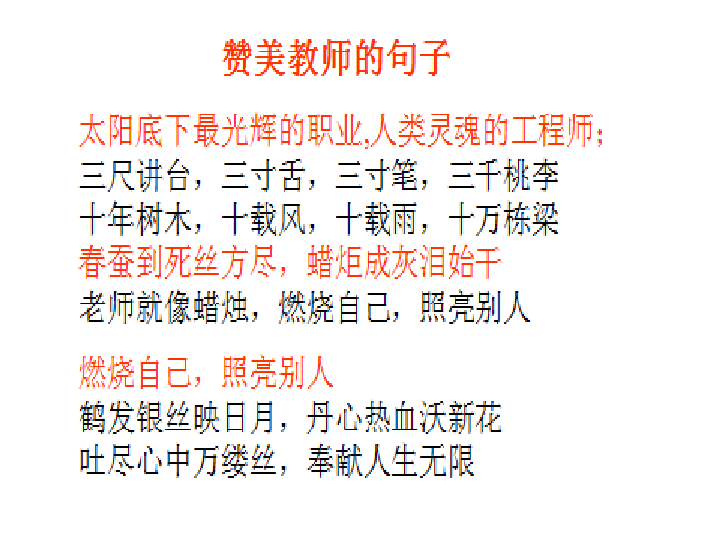 赞美教师的句子
太阳底下最光辉的职业,人类灵魂的工程师；
三尺讲台，三寸舌，三寸笔，三千桃李
十年树木，十载风，十载雨，十万栋梁
春蚕到死丝方尽，蜡炬成灰泪始干
老师就像蜡烛，燃烧自己，照亮别人
燃烧自己，照亮别人
鹤发银丝映日月，丹心热血沃新花
吐尽心中万缕丝，奉献人生无限